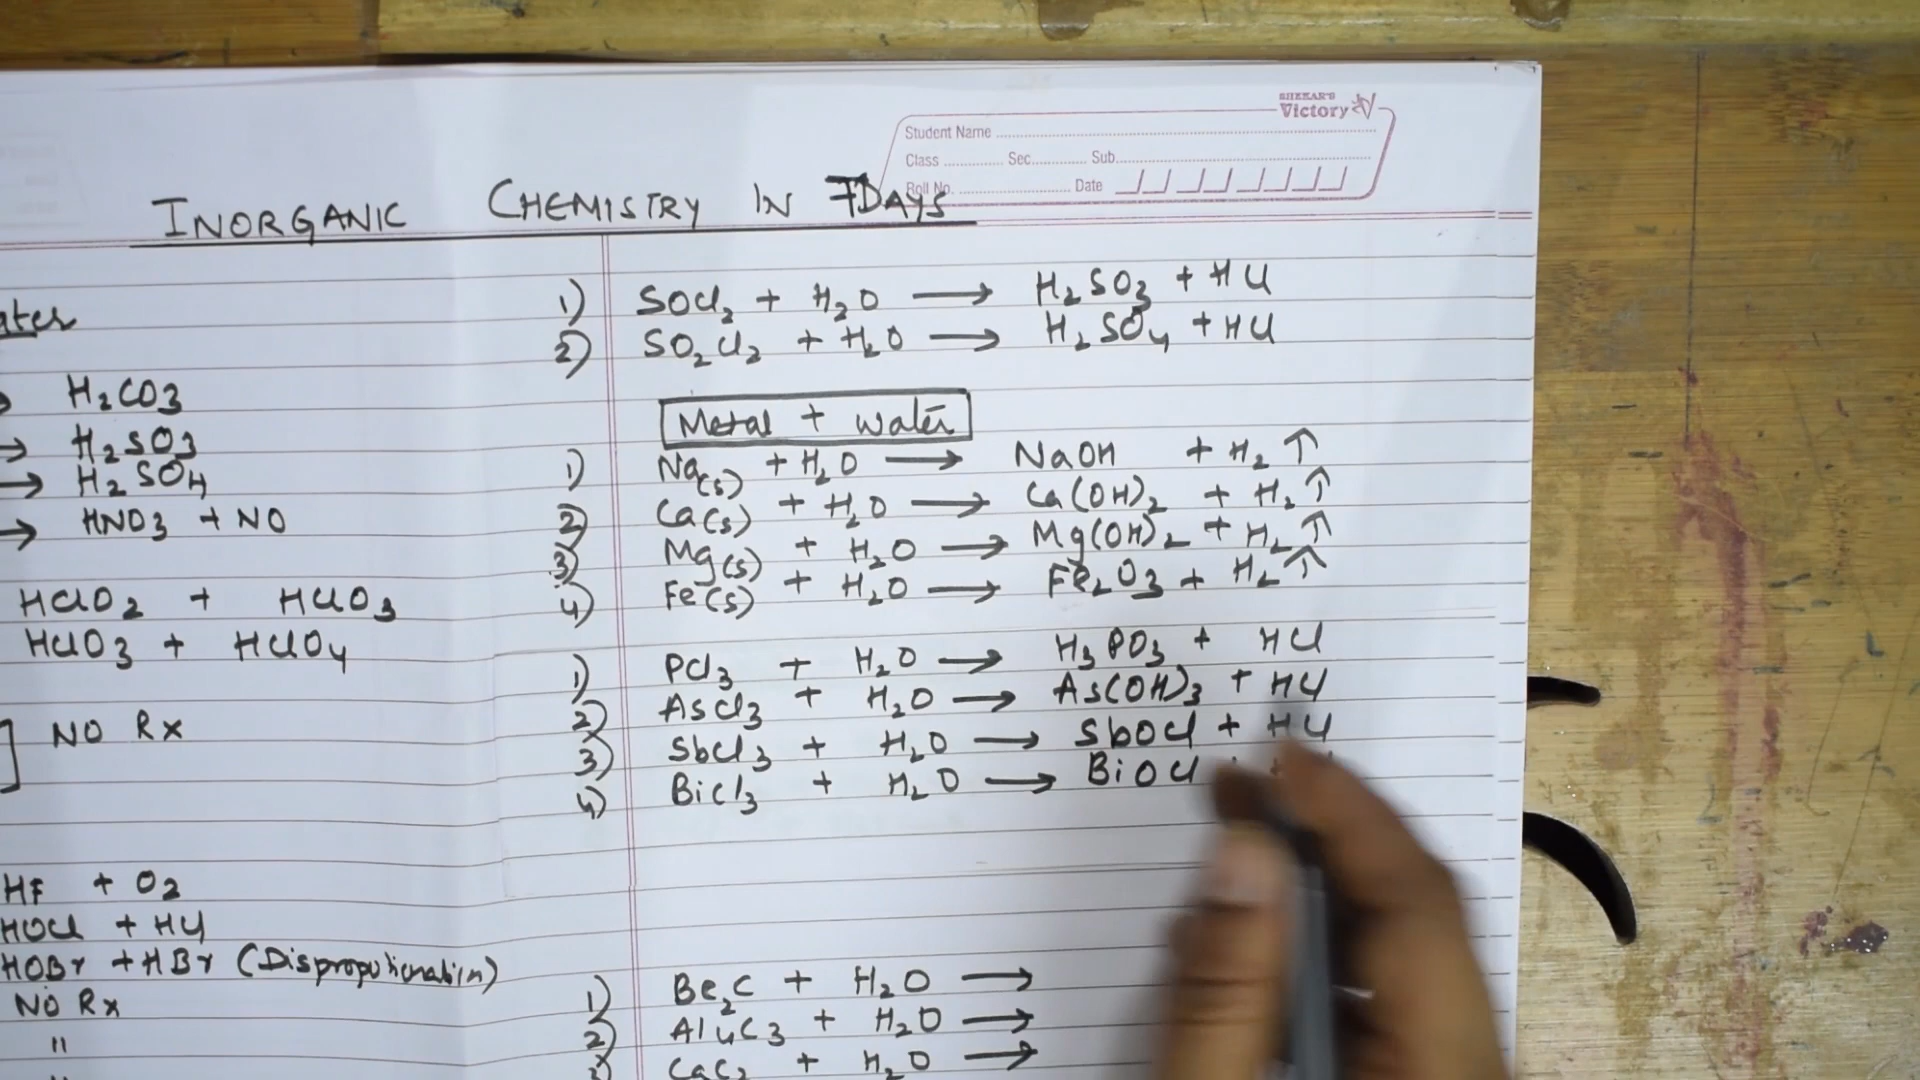 SHEKAR'S
Victory
Student Name
Class Sec. Sub.
Roll No. Date
INORGANIC CHEMISTRY IN 7DAYS
H₂CO₃
H₂SO₃
→ H₂SO₄
→ HNO₃ + NO
HClO₂ + HClO₃
HClO₃ + HClO₄
] NO Rx
HF + O₂
HOCl + HCl
HOBr + HBr (Disproportionation)
NO Rx
"
1) SOCl₂ + H₂O → H₂SO₃ + HCl
2) SO₂Cl₂ + H₂O → H₂SO₄ + HCl
Metal + water
1) Na(s) + H₂O → NaOH + H₂ ↑
2) Ca(s) + H₂O → Ca(OH)₂ + H₂ ↑
3) Mg(s) + H₂O → Mg(OH)₂ + H₂ ↑
4) Fe(s) + H₂O → Fe₂O₃ + H₂ ↑
1) PCl₃ + H₂O → H₃PO₃ + HCl
2) AsCl₃ + H₂O → As(OH)₃ + HCl
3) SbCl₃ + H₂O → SbOCl + HCl
4) BiCl₃ + H₂O → BiOCl
1) Be₂C + H₂O →
2) Al₄C₃ + H₂O →
3) CaC₂ + H₂O →